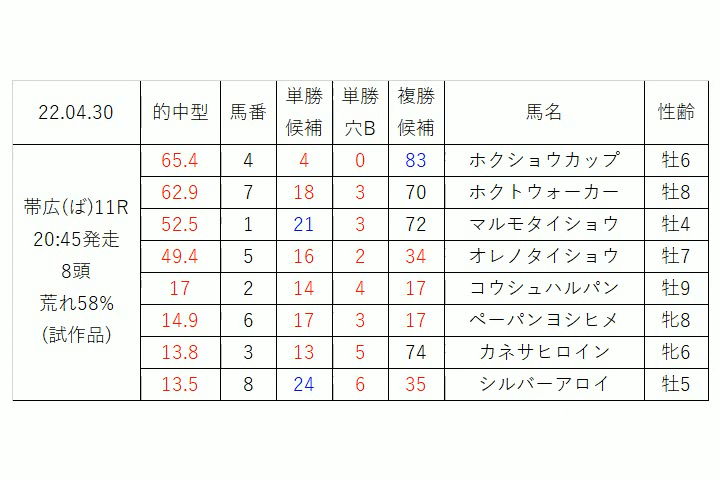 22.04.30 的中型 馬番 単勝候補 単勝穴B 複勝候補 馬名 性齢
帯広(ば)11R
20:45発走
8頭
荒れ58%
(試作品)
65.4 4 4 0 83 ホクショウカップ 牡6
62.9 7 18 3 70 ホクトウォーカー 牡8
52.5 1 21 3 72 マルモタイショウ 牡4
49.4 5 16 2 34 オレノタイショウ 牡7
17 2 14 4 17 コウシュハルパン 牡9
14.9 6 17 3 17 ペーパンヨシヒメ 牝8
13.8 3 13 5 74 カネサヒロイン 牝6
13.5 8 24 6 35 シルバーアロイ 牡5